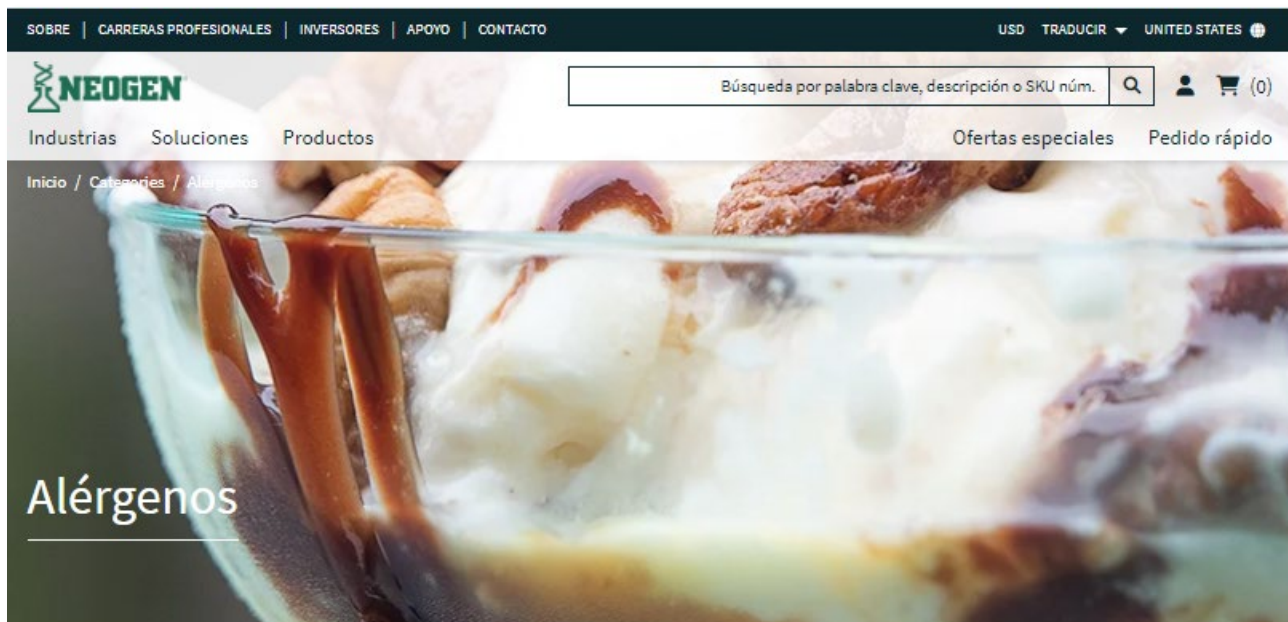 SOBRE | CARRERAS PROFESIONALES | INVERSORES | APOYO | CONTACTO
USD TRADUCIR UNITED STATES
NEOGEN
Búsqueda por palabra clave, descripción o SKU núm.
(0)
Industrias Soluciones Productos
Ofertas especiales Pedido rápido
Inicio / Categories / Alérgenos
Alérgenos